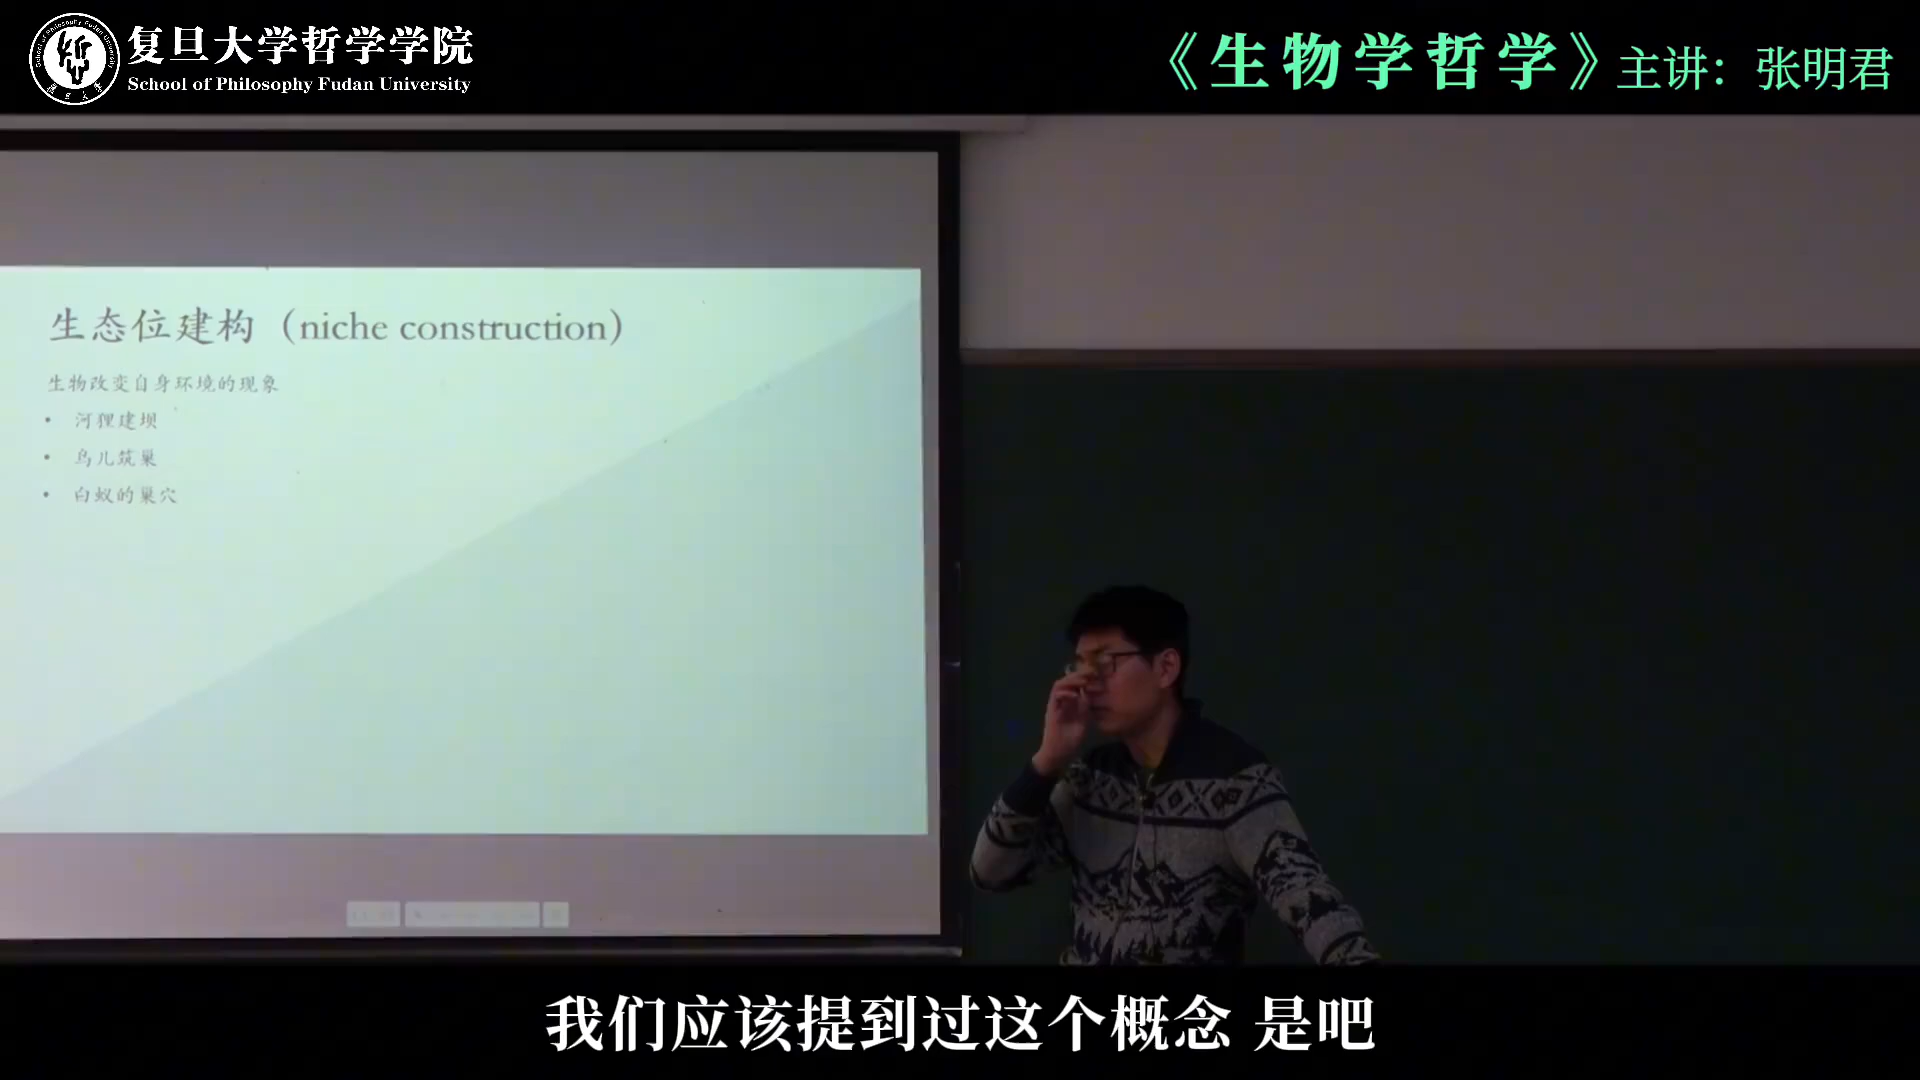 复旦大学哲学学院
School of Philosophy Fudan University
《生物学哲学》主讲：张明君
生态位建构（niche construction）
生物改变自身环境的现象
• 河狸建坝
• 鸟儿筑巢
• 白蚁的巢穴
我们应该提到过这个概念 是吧